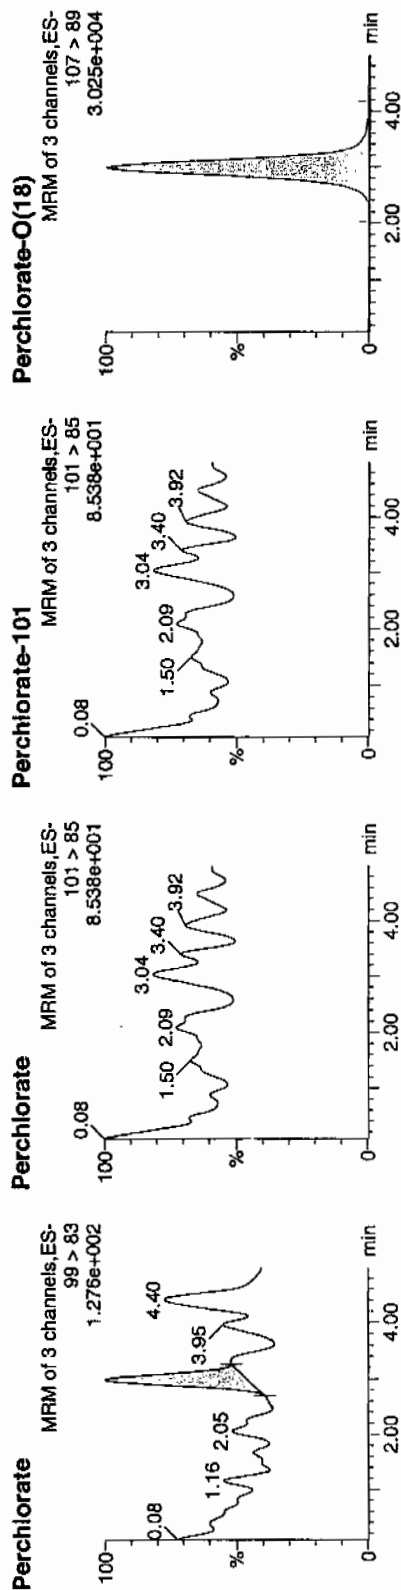 Perchlorate
MRM of 3 channels,ES-
99 > 83
1.276e+002
100
%
0
0.08
1.16
2.05
3.95
4.40
2.00
4.00
min
Perchlorate
MRM of 3 channels,ES-
101 > 85
8.538e+001
100
%
0
0.08
1.50
2.09
3.04
3.40
3.92
2.00
4.00
min
Perchlorate-101
MRM of 3 channels,ES-
101 > 85
8.538e+001
100
%
0
0.08
1.50
2.09
3.04
3.40
3.92
2.00
4.00
min
Perchlorate-O(18)
MRM of 3 channels,ES-
107 > 89
3.025e+004
100
%
0
2.00
4.00
min